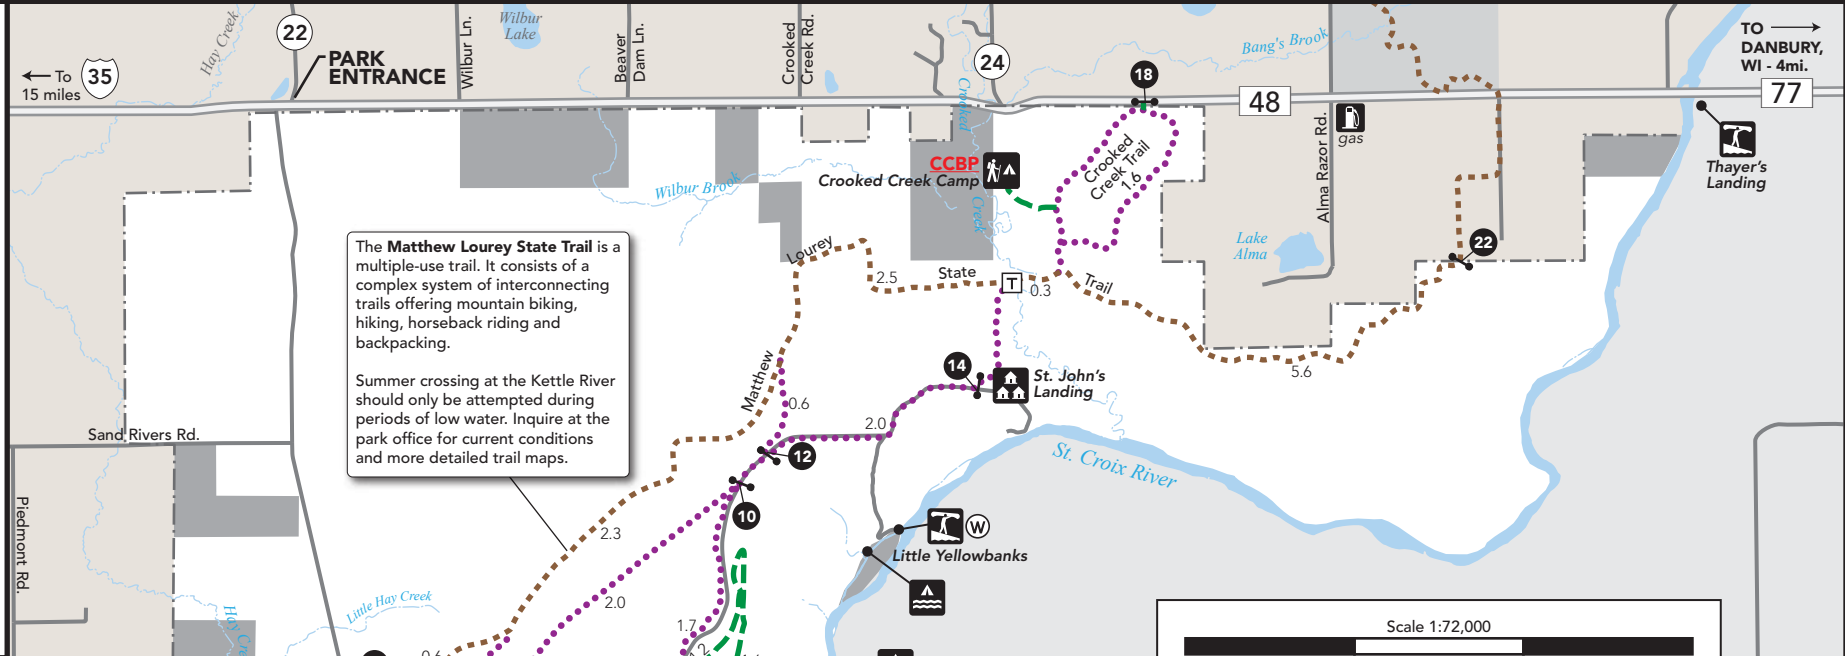 Hay Creek
22
Wilbur
Lake
Wilbur Ln.
Beaver
Dam Ln.
Crooked
Creek Rd.
24
Bang's Brook
TO
DANBURY,
WI - 4mi.
PARK
ENTRANCE
To 35
15 miles
18
48
77
Crooked
Creek
gas
Alma Razor Rd.
Thayer's
Landing
CCBP
Crooked Creek Camp
Crooked
Creek Trail
1.6
Wilbur Brook
Lake
Alma
22
The Matthew Lourey State Trail is a
multiple-use trail. It consists of a
complex system of interconnecting
trails offering mountain biking,
hiking, horseback riding and
backpacking.
Summer crossing at the Kettle River
should only be attempted during
periods of low water. Inquire at the
park office for current conditions
and more detailed trail maps.
Matthew
Lourey
State
Trail
2.5
T
0.3
5.6
14
St. John's
Landing
0.6
2.0
12
10
Sand Rivers Rd.
Piedmont Rd.
St. Croix River
2.3
W
Little Yellowbanks
2.0
Little Hay Creek
Hay Cre
1.7
Scale 1:72,000